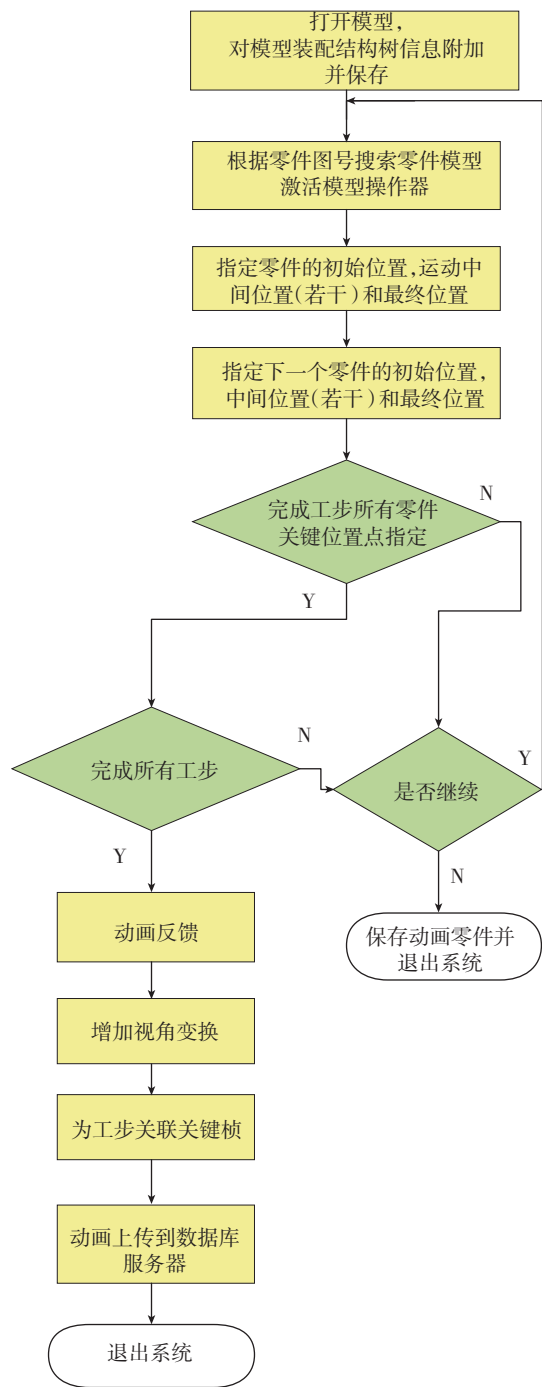 打开模型，
对模型装配结构树信息附加
并保存
根据零件图号搜索零件模型
激活模型操作器
指定零件的初始位置,运动中
间位置(若干)和最终位置
指定下一个零件的初始位置,
中间位置(若干)和最终位置
完成工步所有零件
关键位置点指定
N
Y
完成所有工步
N
是否继续
Y
Y
N
动画反馈
保存动画零件并
退出系统
增加视角变换
为工步关联关键桢
动画上传到数据库
服务器
退出系统